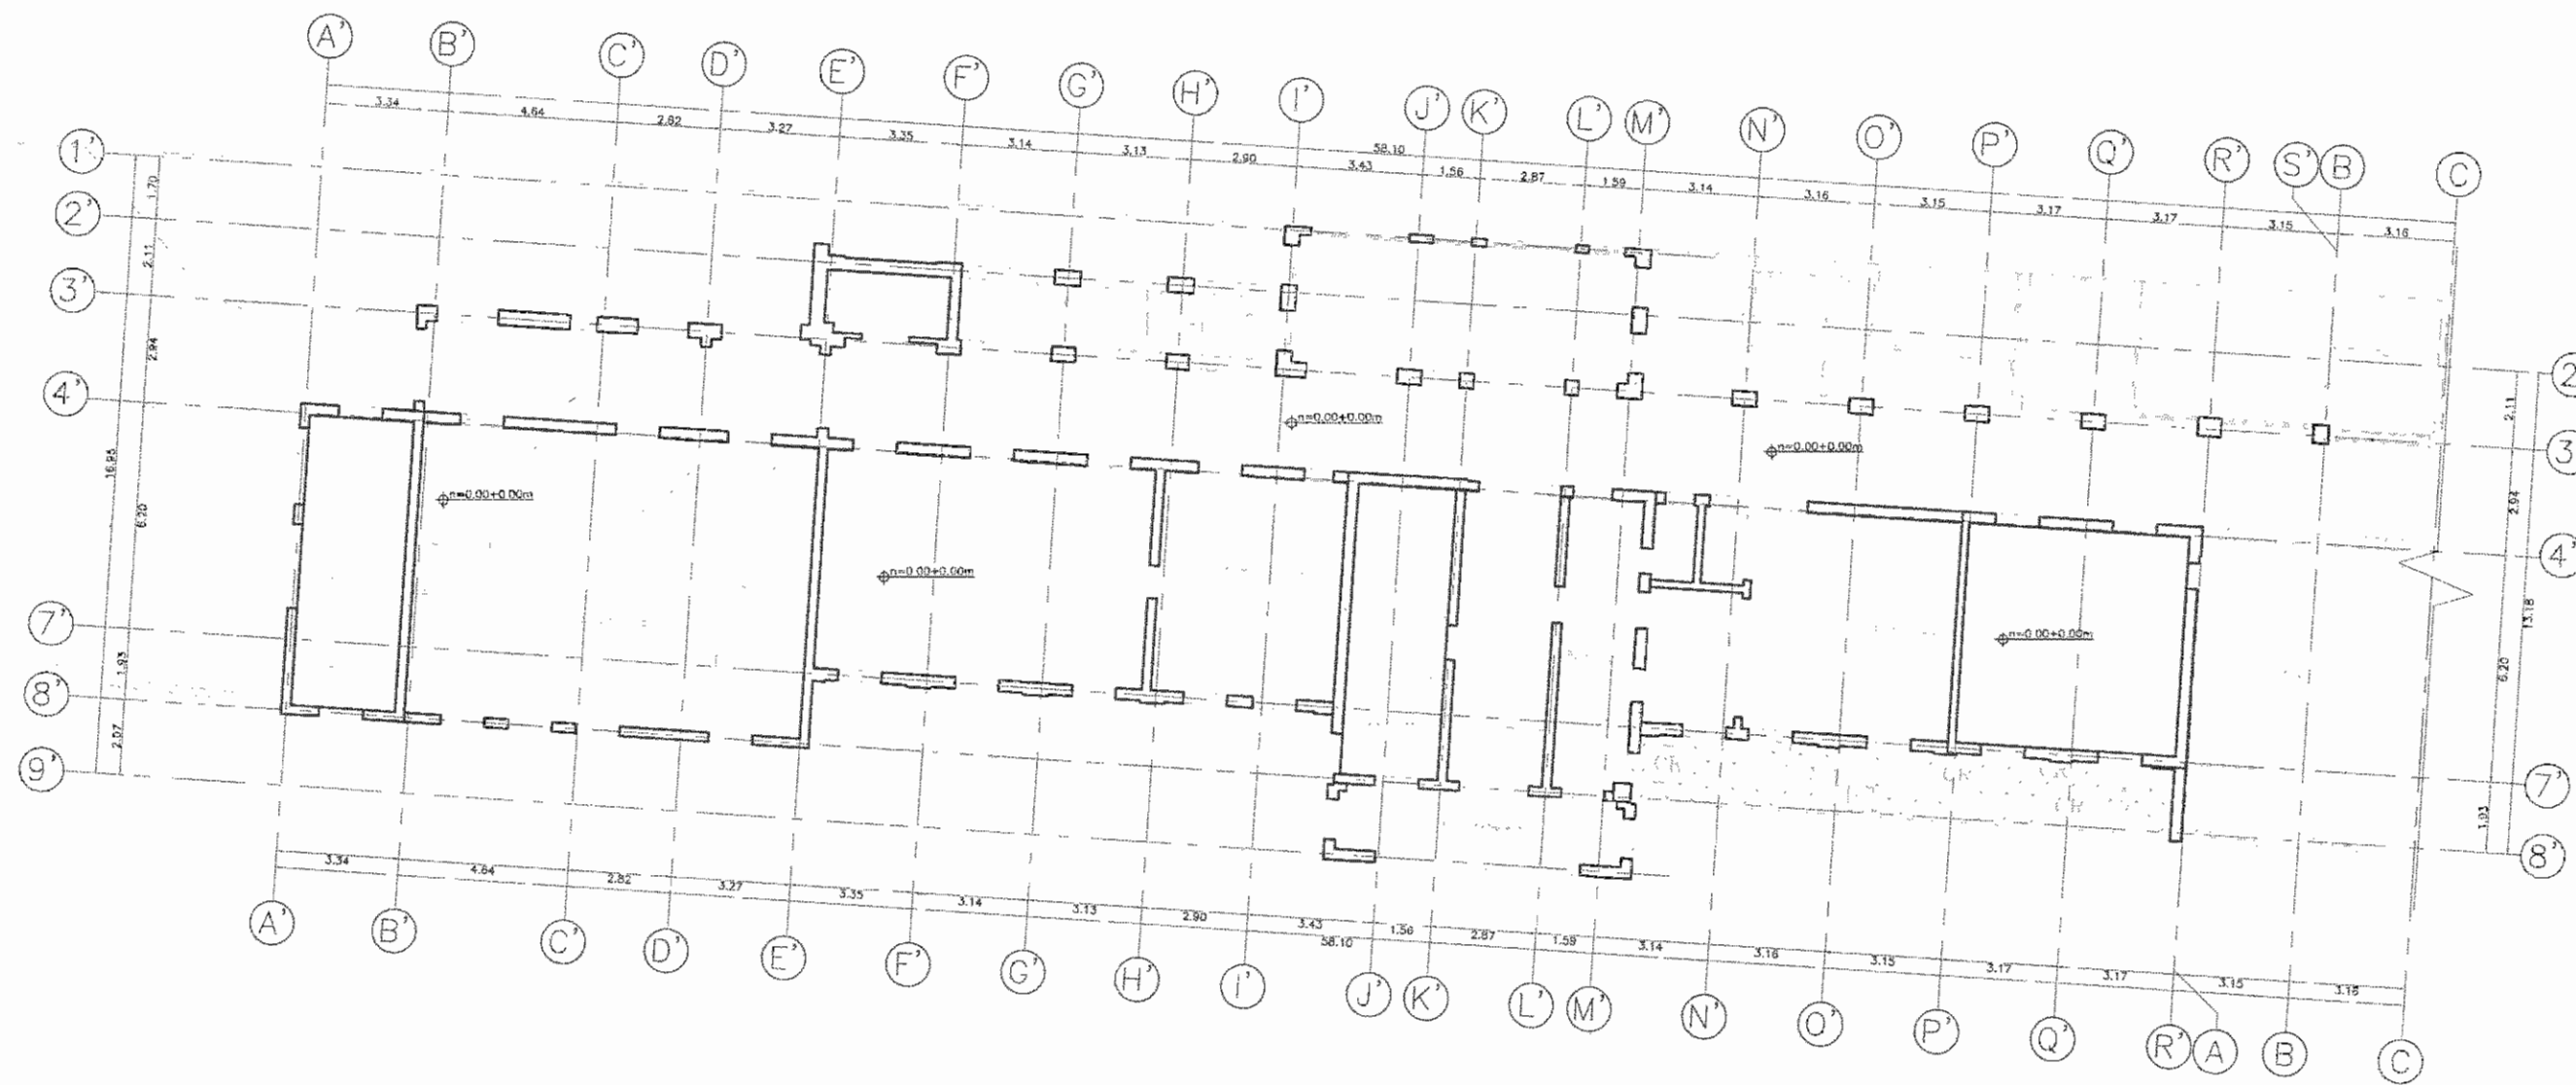 A' B' C' D' E' F' G' H' I' J' K' L' M' N' O' P' Q' R' S' B C
58.10
3.34 4.64 2.82 3.27 3.35 3.14 3.13 2.90 3.43 1.56 2.87 1.59 3.14 3.16 3.15 3.17 3.17 3.15 3.16
1'
1.70
2'
2.11
3'
2.94
4'
16.95
6.20
7'
1.93
8'
2.07
9'
n=0.00+0.00m
n=0.00+0.00m
n=0.00+0.00m
n=0.00+0.00m
n=0.00+0.00m
2
2.11
3
2.94
4'
13.18
6.20
7'
1.93
8'
3.34 4.64 2.82 3.27 3.35 3.14 3.13 2.90 3.43 1.56 2.87 1.59 3.14 3.16 3.15 3.17 3.17 3.15 3.16
58.10
A' B' C' D' E' F' G' H' I' J' K' L' M' N' O' P' Q' R' A B C